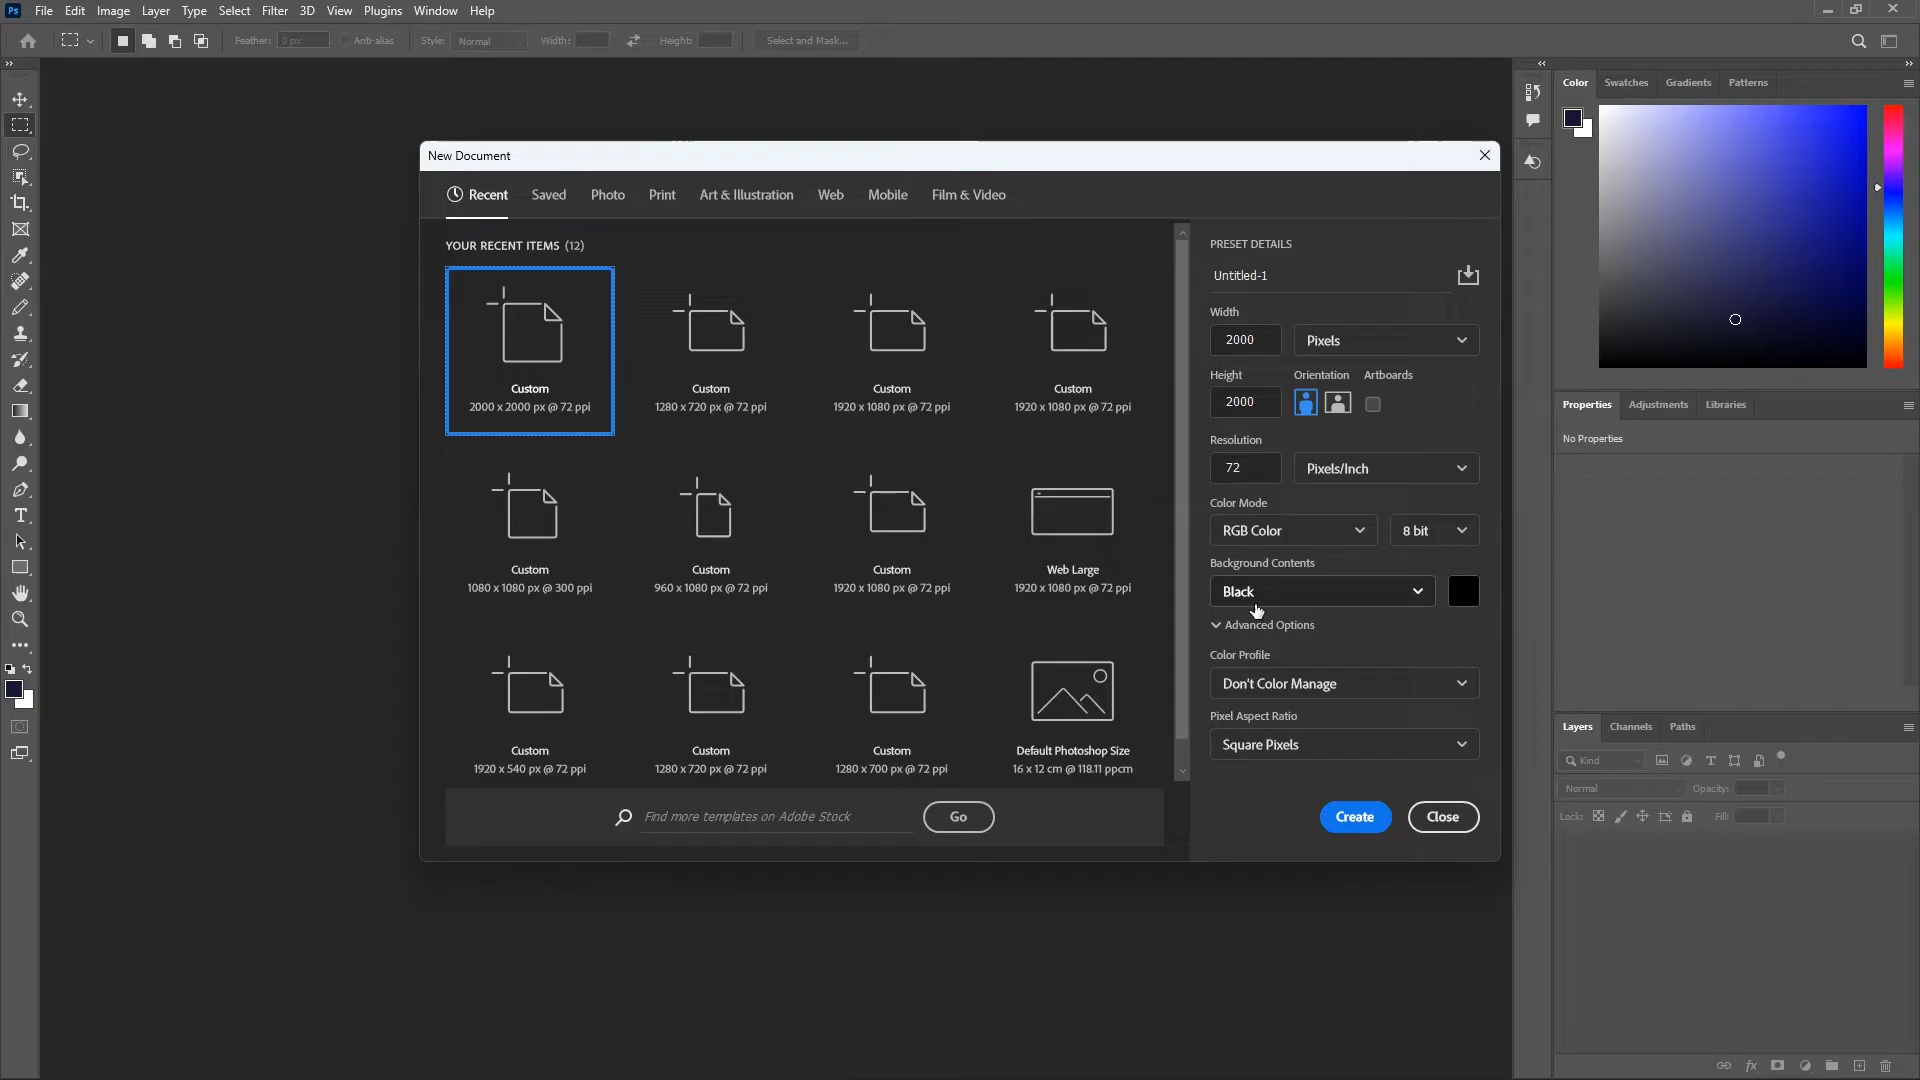 Ps File Edit Image Layer Type Select Filter 3D View Plugins Window Help
Feather: 0 px Anti-alias Style: Normal Width: Height: Select and Mask...
Color Swatches Gradients Patterns
New Document
Recent Saved Photo Print Art & Illustration Web Mobile Film & Video
YOUR RECENT ITEMS (12)
Custom
2000 x 2000 px @ 72 ppi
Custom
1280 x 720 px @ 72 ppi
Custom
1920 x 1080 px @ 72 ppi
Custom
1920 x 1080 px @ 72 ppi
Custom
1080 x 1080 px @ 300 ppi
Custom
960 x 1080 px @ 72 ppi
Custom
1920 x 1080 px @ 72 ppi
Web Large
1920 x 1080 px @ 72 ppi
Custom
1920 x 540 px @ 72 ppi
Custom
1280 x 720 px @ 72 ppi
Custom
1280 x 700 px @ 72 ppi
Default Photoshop Size
16 x 12 cm @ 118.11 ppcm
Find more templates on Adobe Stock Go
PRESET DETAILS
Untitled-1
Width
2000 Pixels
Height Orientation Artboards
2000
Resolution
72 Pixels/Inch
Color Mode
RGB Color 8 bit
Background Contents
Black
Advanced Options
Color Profile
Don't Color Manage
Pixel Aspect Ratio
Square Pixels
Create Close
Properties Adjustments Libraries
No Properties
Layers Channels Paths
Kind
Normal Opacity:
Lock: Fill:
fx